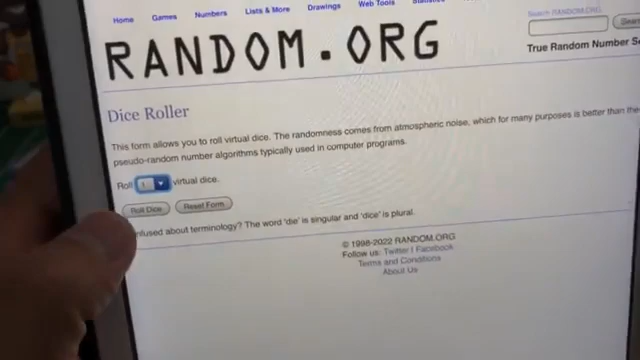 Home Games Numbers Lists & More Drawings Web Tools
Search RANDOM.ORG
RANDOM.ORG
True Random Number
Dice Roller
This form allows you to roll virtual dice. The randomness comes from atmospheric noise, which for many purposes is better than the
pseudo-random number algorithms typically used in computer programs.
Roll 1 virtual dice.
Roll Dice Reset Form
nfused about terminology? The word 'die' is singular and 'dice' is plural.
© 1998-2022 RANDOM.ORG
Follow us: Twitter | Facebook
Terms and Conditions
About Us